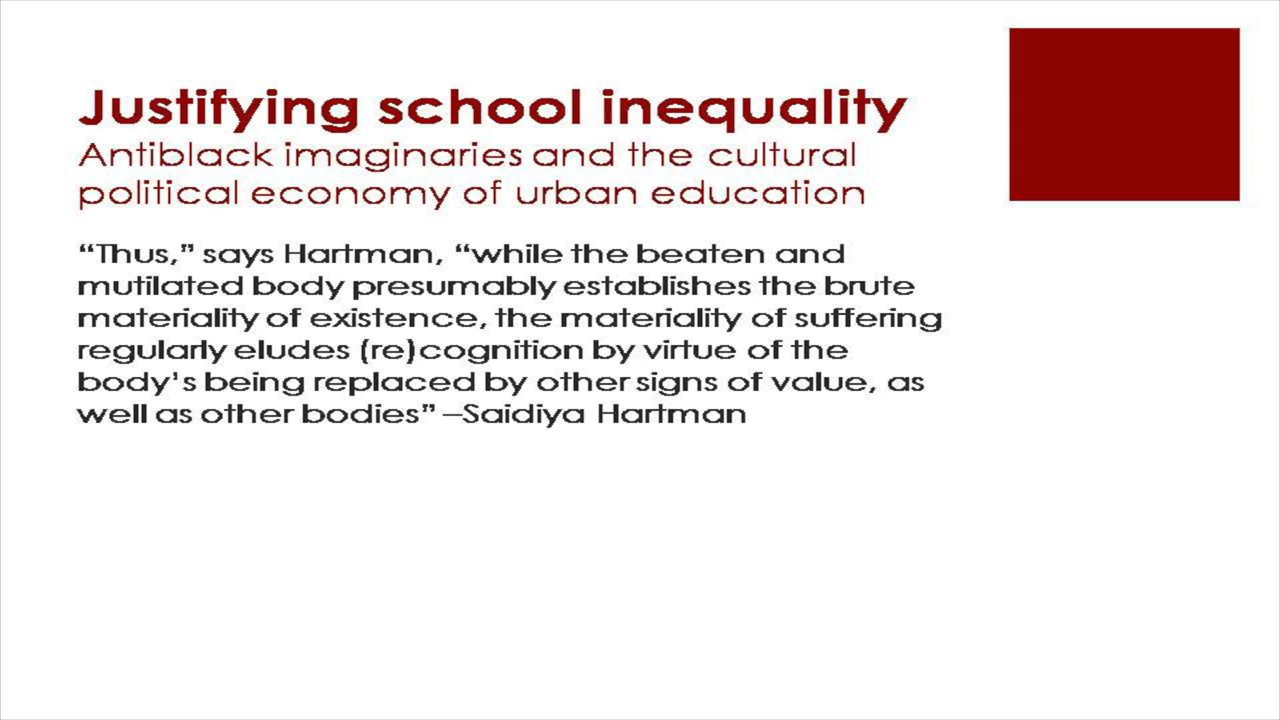 Justifying school inequality
Antiblack imaginaries and the cultural
political economy of urban education
“Thus,” says Hartman, “while the beaten and
mutilated body presumably establishes the brute
materiality of existence, the materiality of suffering
regularly eludes (re)cognition by virtue of the
body's being replaced by other signs of value, as
well as other bodies” –Saidiya Hartman